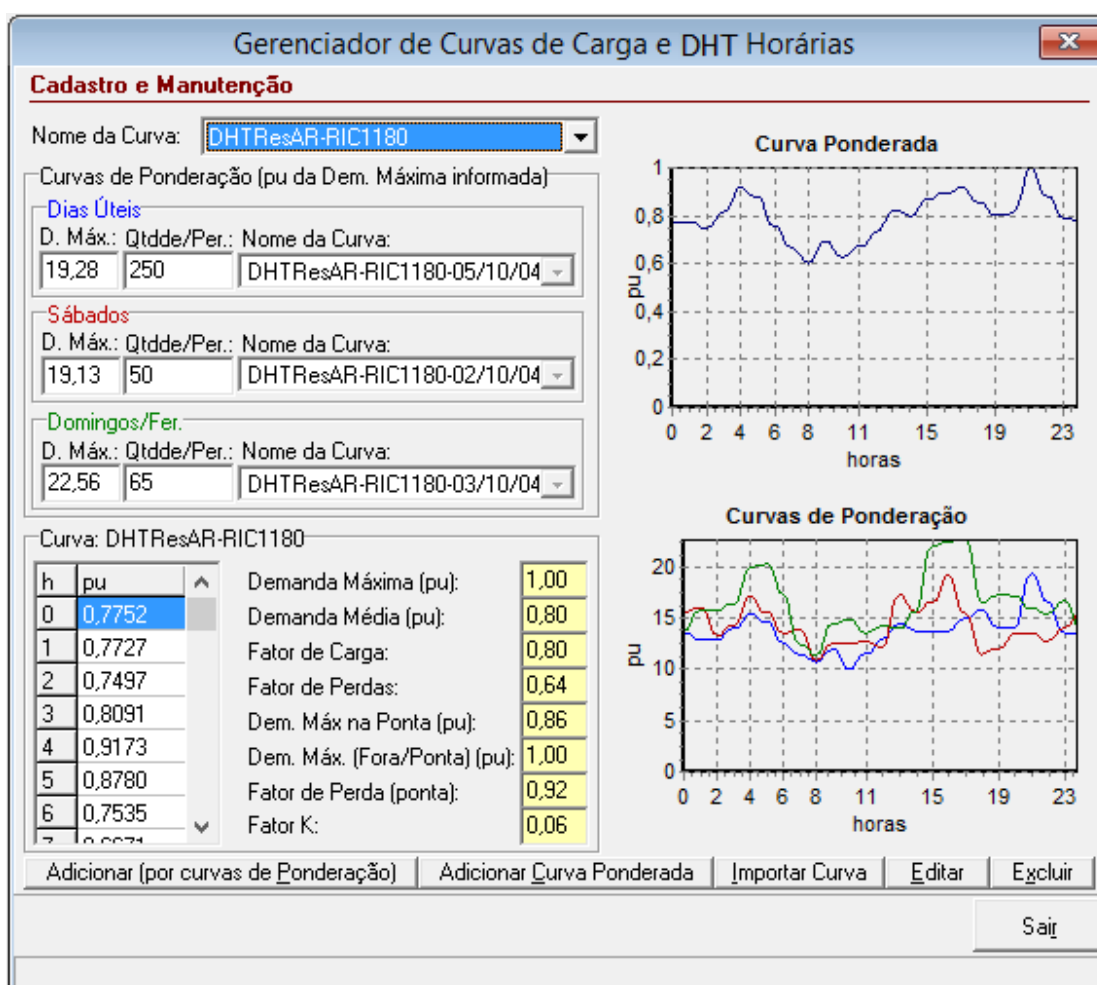 Gerenciador de Curvas de Carga e DHT Horárias
Cadastro e Manutenção
Nome da Curva: DHTResAR-RIC1180
Curvas de Ponderação (pu da Dem. Máxima informada)
Dias Úteis
D. Máx.: Qtdde/Per.: Nome da Curva:
19,28 250 DHTResAR-RIC1180-05/10/04
Sábados
D. Máx.: Qtdde/Per.: Nome da Curva:
19,13 50 DHTResAR-RIC1180-02/10/04
Domingos/Fer.
D. Máx.: Qtdde/Per.: Nome da Curva:
22,56 65 DHTResAR-RIC1180-03/10/04
Curva Ponderada
1
0,8
0,6
0,4
0,2
0
pu
0 2 4 6 8 11 15 19 23
horas
Curvas de Ponderação
20
15
10
5
0
pu
0 2 4 6 8 11 15 19 23
horas
Curva: DHTResAR-RIC1180
h pu
0 0,7752
1 0,7727
2 0,7497
3 0,8091
4 0,9173
5 0,8780
6 0,7535
Demanda Máxima (pu): 1,00
Demanda Média (pu): 0,80
Fator de Carga: 0,80
Fator de Perdas: 0,64
Dem. Máx na Ponta (pu): 0,86
Dem. Máx. (Fora/Ponta) (pu): 1,00
Fator de Perda (ponta): 0,92
Fator K: 0,06
Adicionar (por curvas de Ponderação) Adicionar Curva Ponderada Importar Curva Editar Excluir
Sair